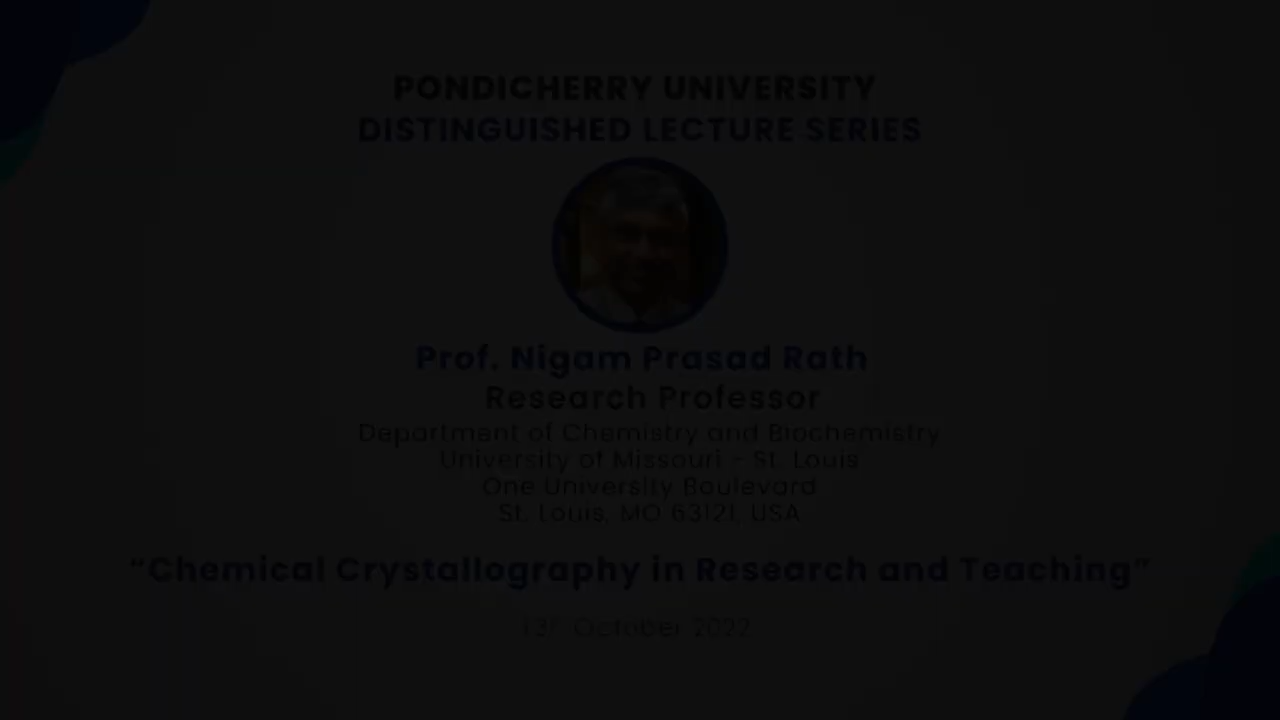 PONDICHERRY UNIVERSITY
DISTINGUISHED LECTURE SERIES
Prof. Nigam Prasad Rath
Research Professor
Department of Chemistry and Biochemistry
University of Missouri - St. Louis
One University Boulevard
St. Louis, MO 63121, USA
“Chemical Crystallography in Research and Teaching”
October 2022